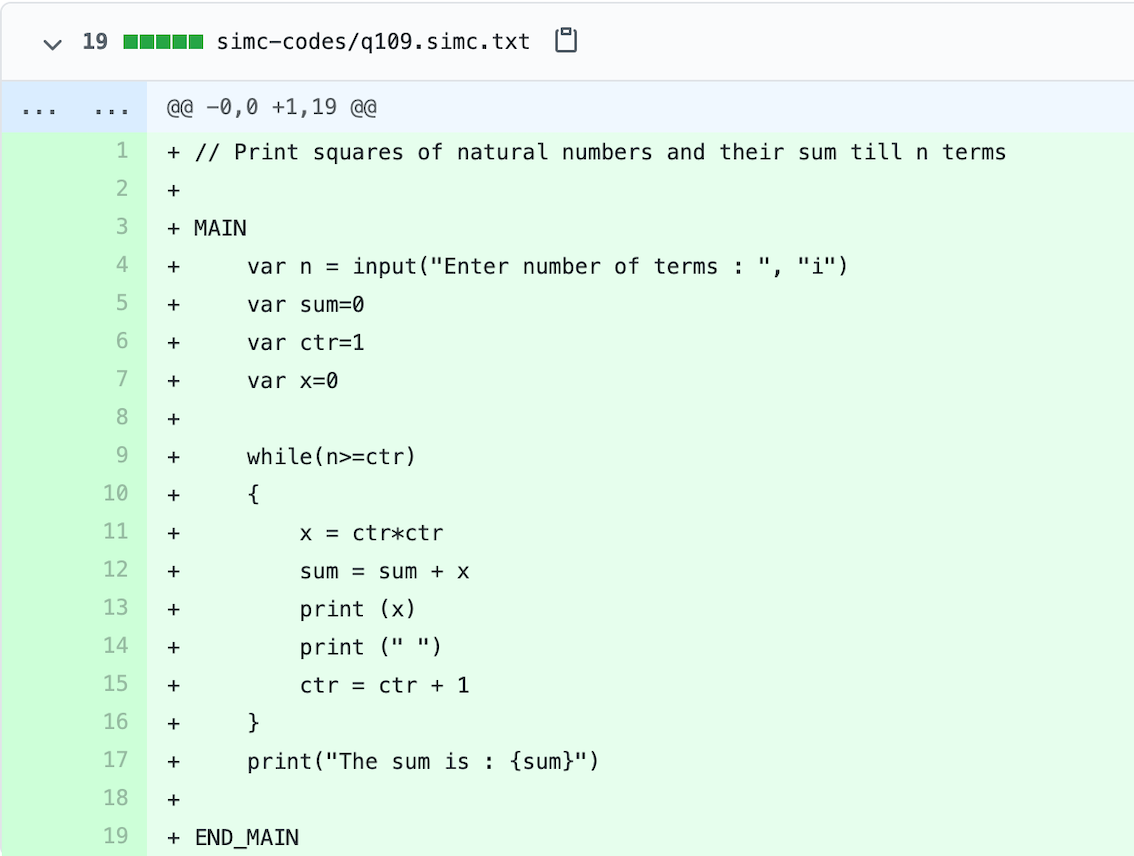 19 simc-codes/q109.simc.txt
... ... @@ -0,0 +1,19 @@
1 + // Print squares of natural numbers and their sum till n terms
2 +
3 + MAIN
4 +     var n = input("Enter number of terms : ", "i")
5 +     var sum=0
6 +     var ctr=1
7 +     var x=0
8 +
9 +     while(n>=ctr)
10 +     {
11 +         x = ctr*ctr
12 +         sum = sum + x
13 +         print (x)
14 +         print (" ")
15 +         ctr = ctr + 1
16 +     }
17 +     print("The sum is : {sum}")
18 +
19 + END_MAIN